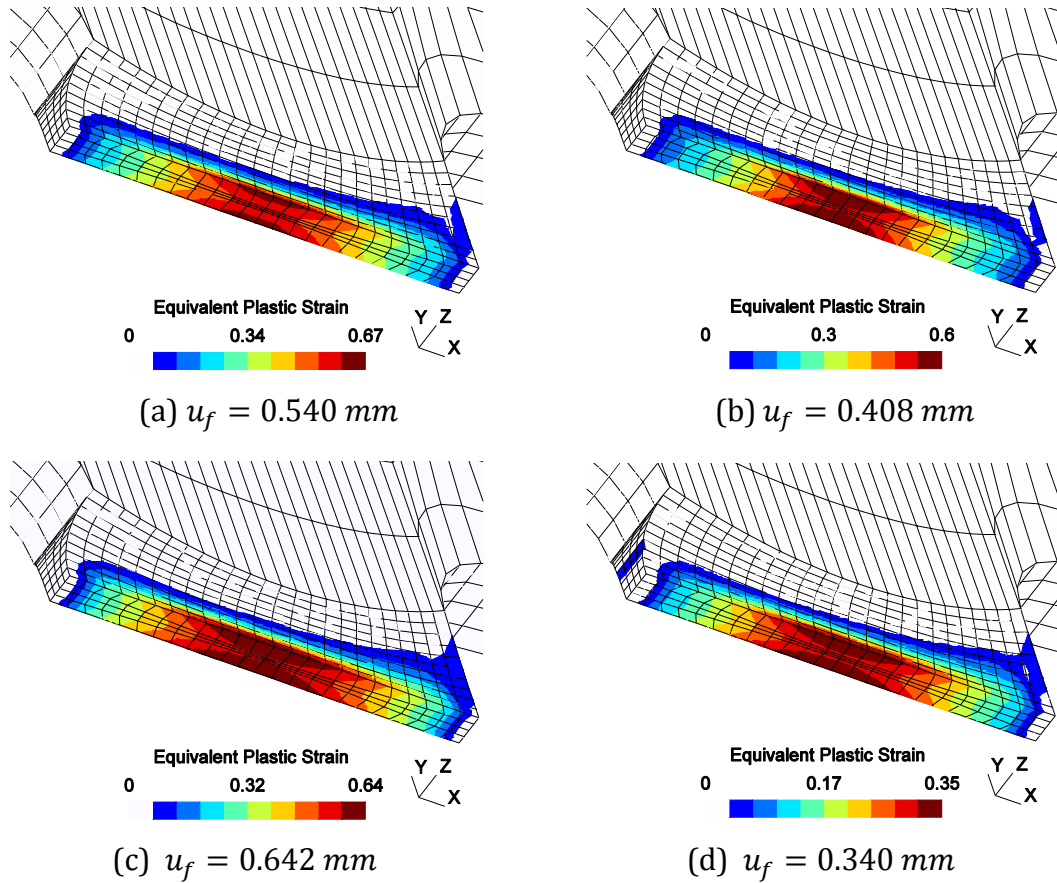 Equivalent Plastic Strain
0 0.34 0.67
Y Z
X
(a) u_f = 0.540 mm
Equivalent Plastic Strain
0 0.3 0.6
Y Z
X
(b) u_f = 0.408 mm
Equivalent Plastic Strain
0 0.32 0.64
Y Z
X
(c) u_f = 0.642 mm
Equivalent Plastic Strain
0 0.17 0.35
Y Z
X
(d) u_f = 0.340 mm